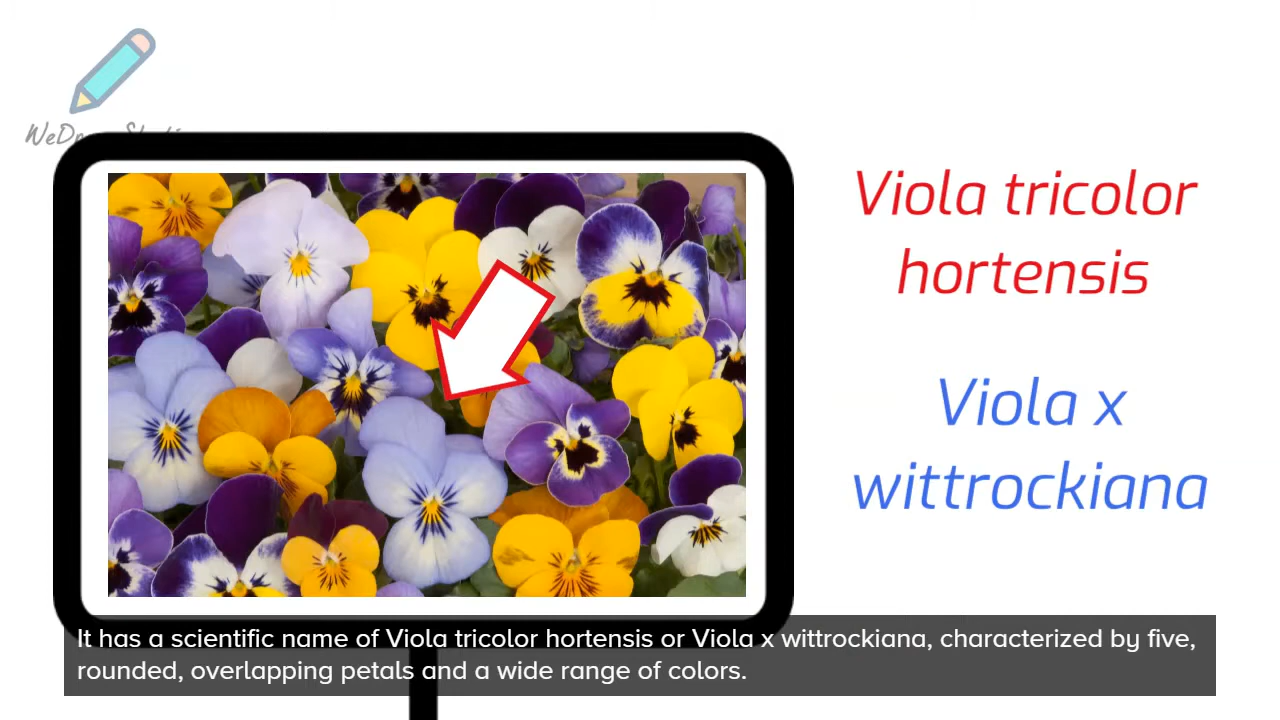 Viola tricolor
hortensis
Viola x
wittrockiana
It has a scientific name of Viola tricolor hortensis or Viola x wittrockiana, characterized by five,
rounded, overlapping petals and a wide range of colors.